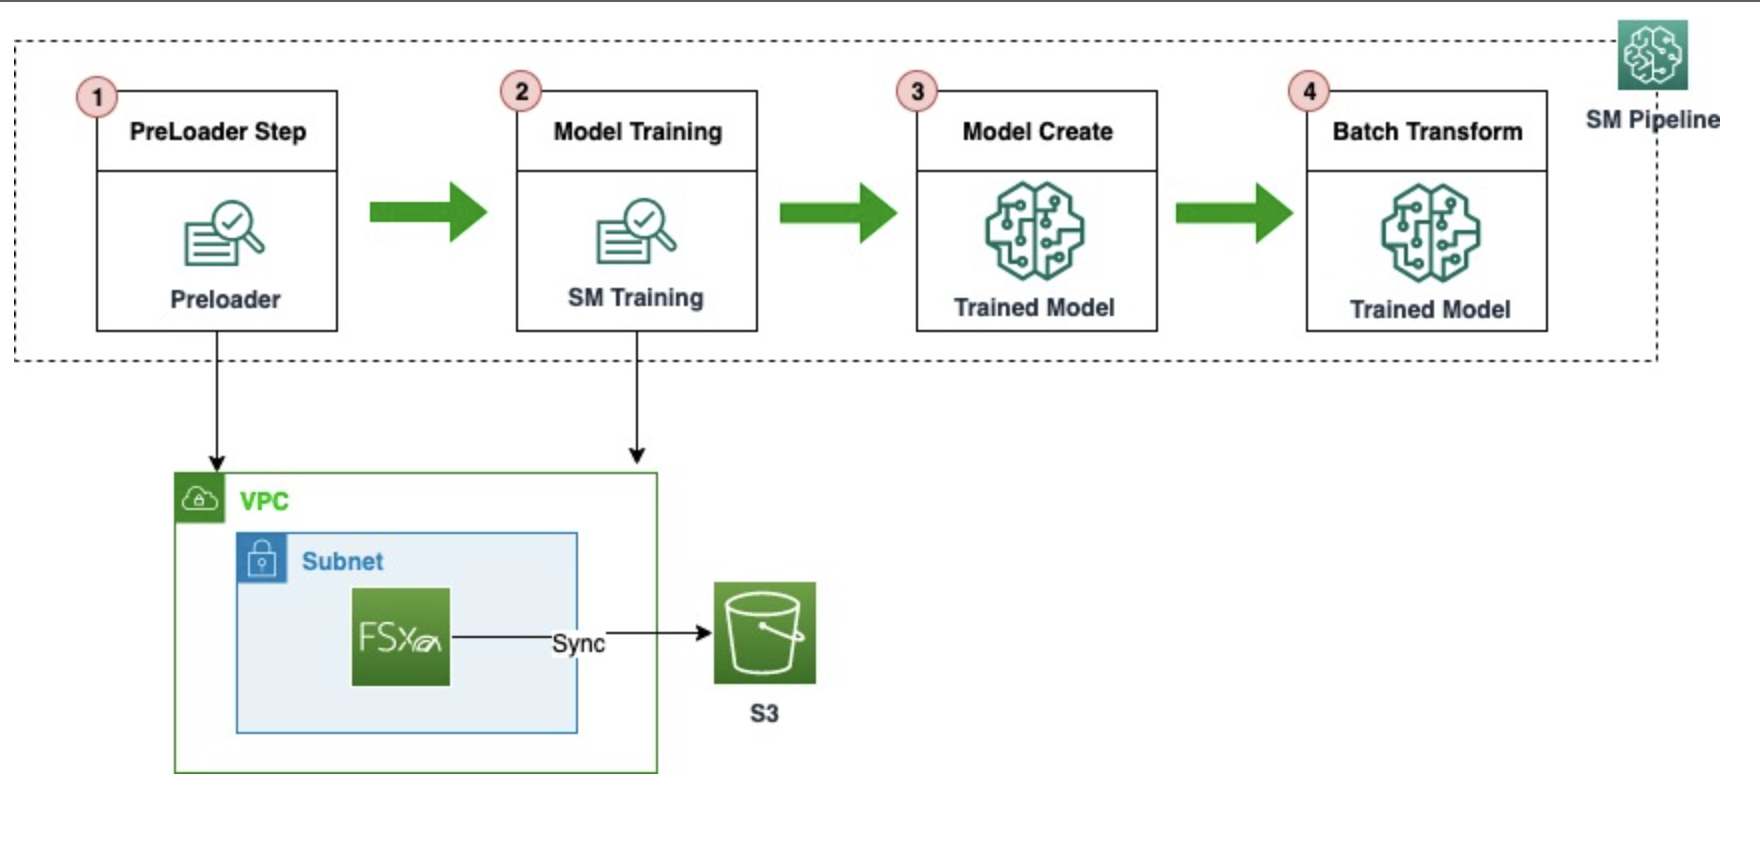 SM Pipeline
1
PreLoader Step
Preloader
2
Model Training
SM Training
3
Model Create
Trained Model
4
Batch Transform
Trained Model
VPC
Subnet
FSx
Sync
S3